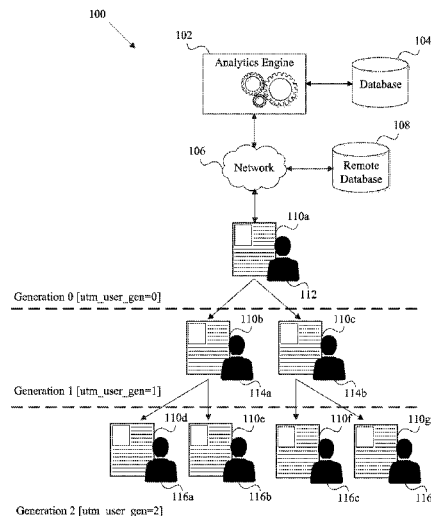 100
102
104
Analytics Engine
Database
106
108
Network
Remote
Database
110a
112
Generation 0 [utm_user_gen=0]
110b
110c
114a
114b
Generation 1 [utm_user_gen=1]
110d
110e
110f
110g
116a
116b
116c
116
Generation 2 [utm_user_gen=2]